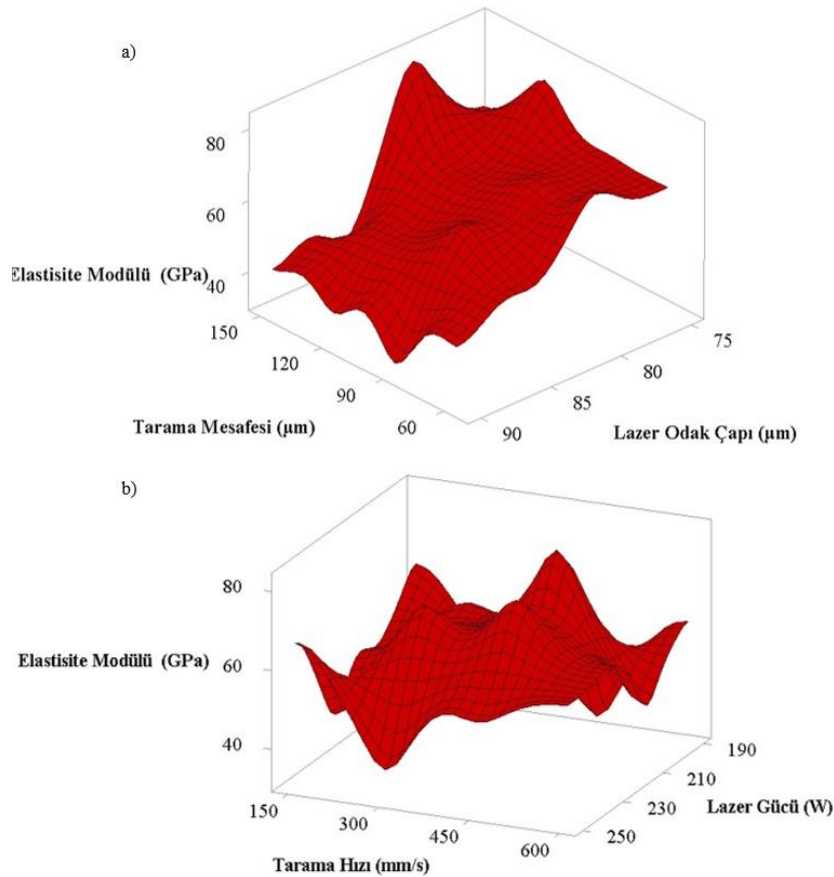 a)
80
60
Elastisite Modülü (GPa)
40
150
120
90
60
Tarama Mesafesi (µm)
75
80
85
90
Lazer Odak Çapı (µm)
b)
80
Elastisite Modülü (GPa)
60
40
150
300
450
600
Tarama Hızı (mm/s)
190
210
230
250
Lazer Gücü (W)